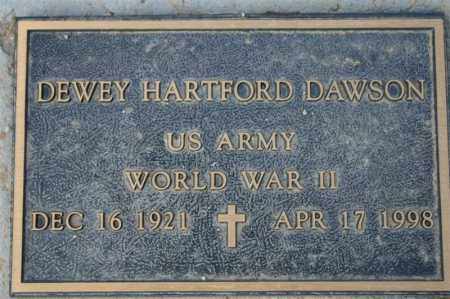 DEWEY HARTFORD DAWSON
US ARMY
WORLD WAR II
DEC 16 1921 APR 17 1998